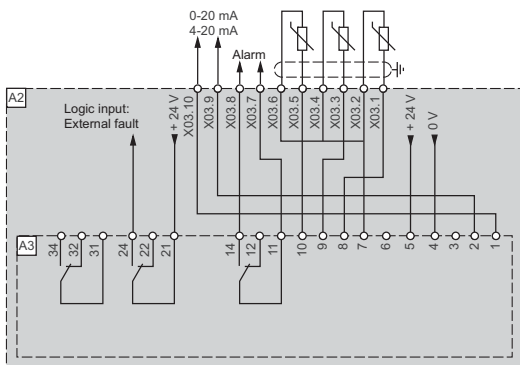 0-20 mA
4-20 mA
Alarm
A2
Logic input:
External fault
+ 24 V
X03.10
X03.9
X03.8
X03.7
X03.6
X03.5
X03.4
X03.3
X03.2
X03.1
+ 24 V
0 V
A3
34
32
31
24
22
21
14
12
11
10
9
8
7
6
5
4
3
2
1